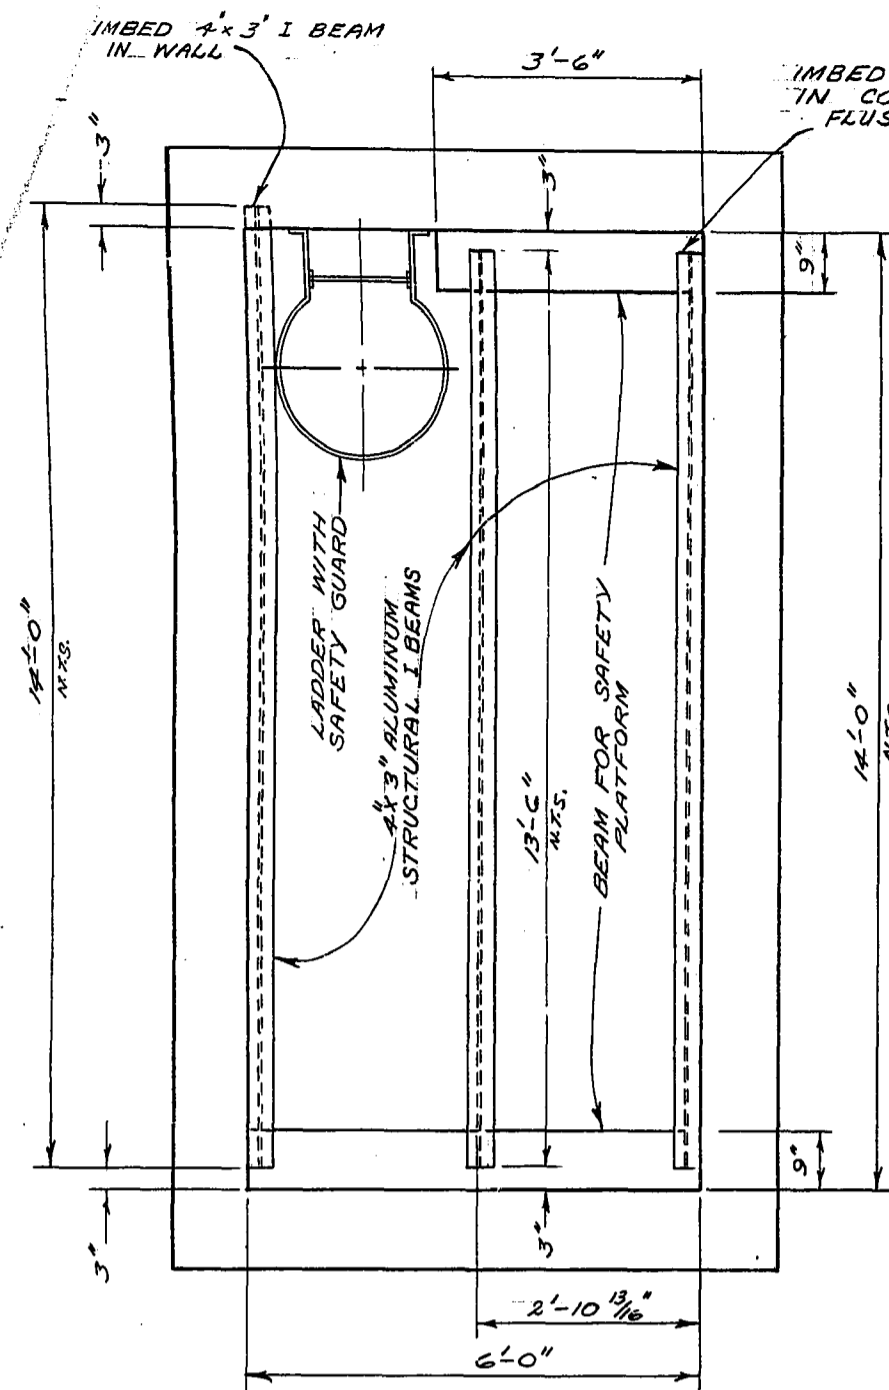 IMBED 4"x 3" I BEAM
IN WALL
3'-6"
IMBED
IN CO
FLUS
3"
3"
9"
14'-0"
N.T.S.
LADDER WITH
SAFETY GUARD
4"X 3" ALUMINUM
STRUCTURAL I BEAMS
13'-6"
N.T.S.
BEAM FOR SAFETY
PLATFORM
14'-0"
N.T.S.
3"
3"
9"
2'-10 13/16"
6'-0"